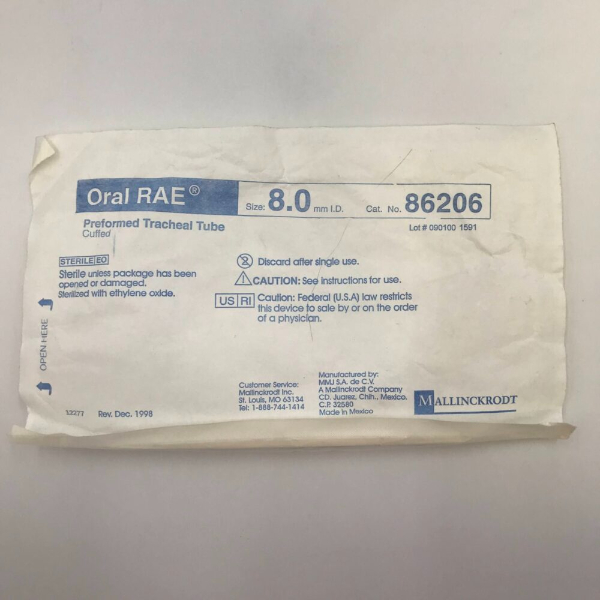 Oral RAE®
Size: 8.0 mm I.D. Cat. No. 86206
Preformed Tracheal Tube
Cuffed
Lot # 090100 1591
STERILE EO
Sterile unless package has been
opened or damaged.
Sterilized with ethylene oxide.
2 Discard after single use.
CAUTION: See instructions for use.
US RI Caution: Federal (U.S.A) law restricts
this device to sale by or on the order
of a physician.
OPEN HERE
Customer Service:
Mallinckrodt Inc.
St. Louis, MO 63134
Tel: 1-888-744-1414
Manufactured by:
MMJ S.A. de C.V.
A Mallinckrodt Company
CD. Juarez, Chih., Mexico.
C.P. 32580
Made in Mexico
MALLINCKRODT
Rev. Dec. 1998